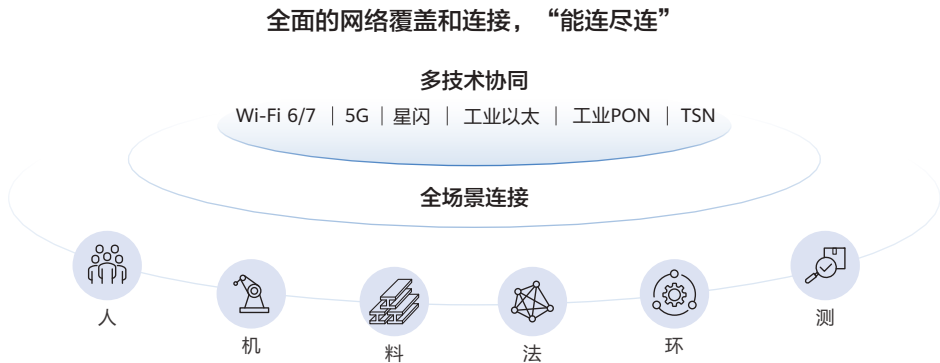 全面的网络覆盖和连接，“能连尽连”
多技术协同
Wi-Fi 6/7 | 5G | 星闪 | 工业以太 | 工业PON | TSN
全场景连接
人
机
料
法
环
测